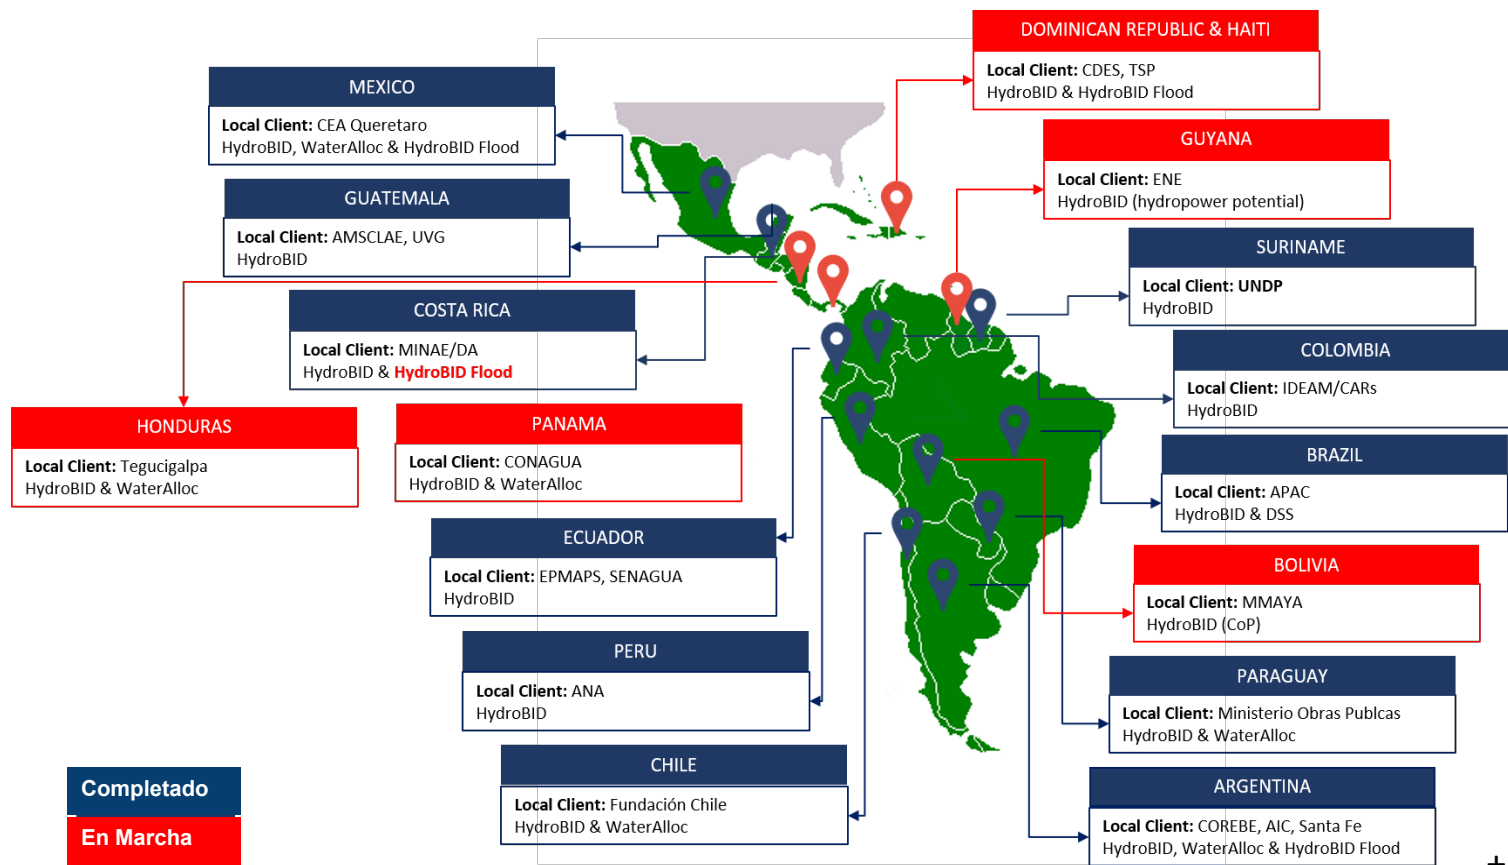 DOMINICAN REPUBLIC & HAITI
Local Client: CDES, TSP
HydroBID & HydroBID Flood
MEXICO
Local Client: CEA Queretaro
HydroBID, WaterAlloc & HydroBID Flood
GUYANA
Local Client: ENE
HydroBID (hydropower potential)
GUATEMALA
Local Client: AMSCLAE, UVG
HydroBID
SURINAME
Local Client: UNDP
HydroBID
COSTA RICA
Local Client: MINAE/DA
HydroBID & HydroBID Flood
COLOMBIA
Local Client: IDEAM/CARs
HydroBID
HONDURAS
Local Client: Tegucigalpa
HydroBID & WaterAlloc
PANAMA
Local Client: CONAGUA
HydroBID & WaterAlloc
BRAZIL
Local Client: APAC
HydroBID & DSS
ECUADOR
Local Client: EPMAPS, SENAGUA
HydroBID
BOLIVIA
Local Client: MMAYA
HydroBID (CoP)
PERU
Local Client: ANA
HydroBID
PARAGUAY
Local Client: Ministerio Obras Publcas
HydroBID & WaterAlloc
CHILE
Local Client: Fundación Chile
HydroBID & WaterAlloc
ARGENTINA
Local Client: COREBE, AIC, Santa Fe
HydroBID, WaterAlloc & HydroBID Flood
Completado
En Marcha